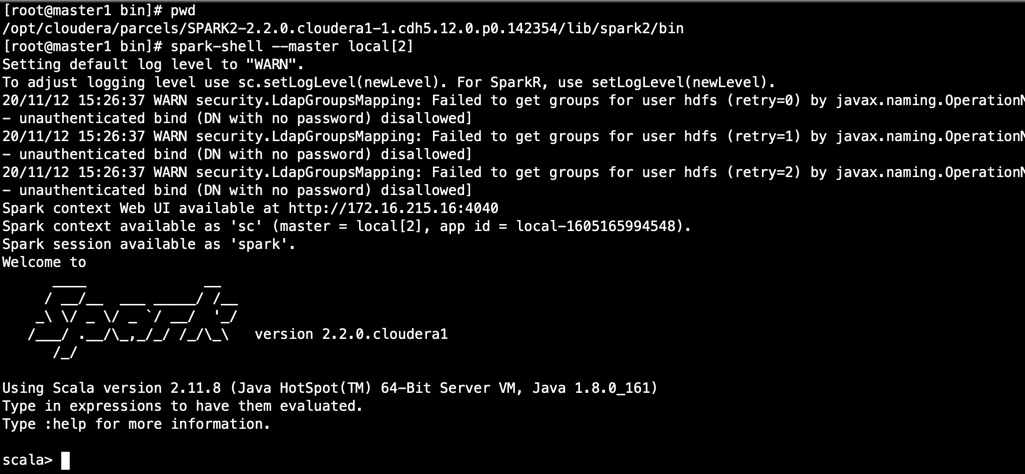 [root@master1 bin]# pwd
/opt/cloudera/parcels/SPARK2-2.2.0.cloudera1-1.cdh5.12.0.p0.142354/lib/spark2/bin
[root@master1 bin]# spark-shell --master local[2]
Setting default log level to "WARN".
To adjust logging level use sc.setLogLevel(newLevel). For SparkR, use setLogLevel(newLevel).
20/11/12 15:26:37 WARN security.LdapGroupsMapping: Failed to get groups for user hdfs (retry=0) by javax.naming.OperationN
- unauthenticated bind (DN with no password) disallowed]
20/11/12 15:26:37 WARN security.LdapGroupsMapping: Failed to get groups for user hdfs (retry=1) by javax.naming.OperationN
- unauthenticated bind (DN with no password) disallowed]
20/11/12 15:26:37 WARN security.LdapGroupsMapping: Failed to get groups for user hdfs (retry=2) by javax.naming.OperationN
- unauthenticated bind (DN with no password) disallowed]
Spark context Web UI available at http://172.16.215.16:4040
Spark context available as 'sc' (master = local[2], app id = local-1605165994548).
Spark session available as 'spark'.
Welcome to
Spark version 2.2.0.cloudera1
Using Scala version 2.11.8 (Java HotSpot(TM) 64-Bit Server VM, Java 1.8.0_161)
Type in expressions to have them evaluated.
Type :help for more information.
scala>